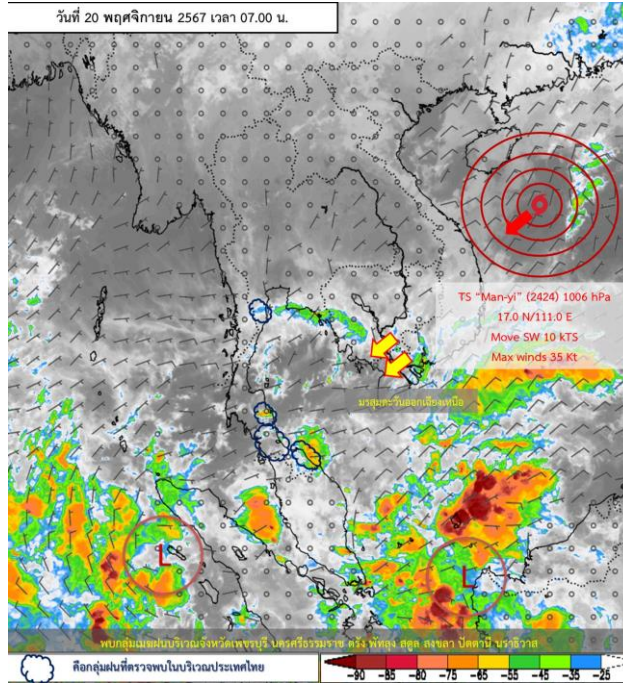 วันที่ 20 พฤศจิกายน 2567 เวลา 07.00 น.
TS "Man-yi" (2424) 1006 hPa
17.0 N/111.0 E
Move SW 10 kTS
Max winds 35 Kt
มรสุมตะวันออกเฉียงเหนือ
L
L
พบกลุ่มเมฆฝนบริเวณจังหวัดเพชรบุรี นครศรีธรรมราช ตรัง พัทลุง สตูล สงขลา ปัตตานี นราธิวาส
คือกลุ่มฝนที่ตรวจพบในบริเวณประเทศไทย
-90 -85 -80 -75 -65 -55 -45 -35 -25